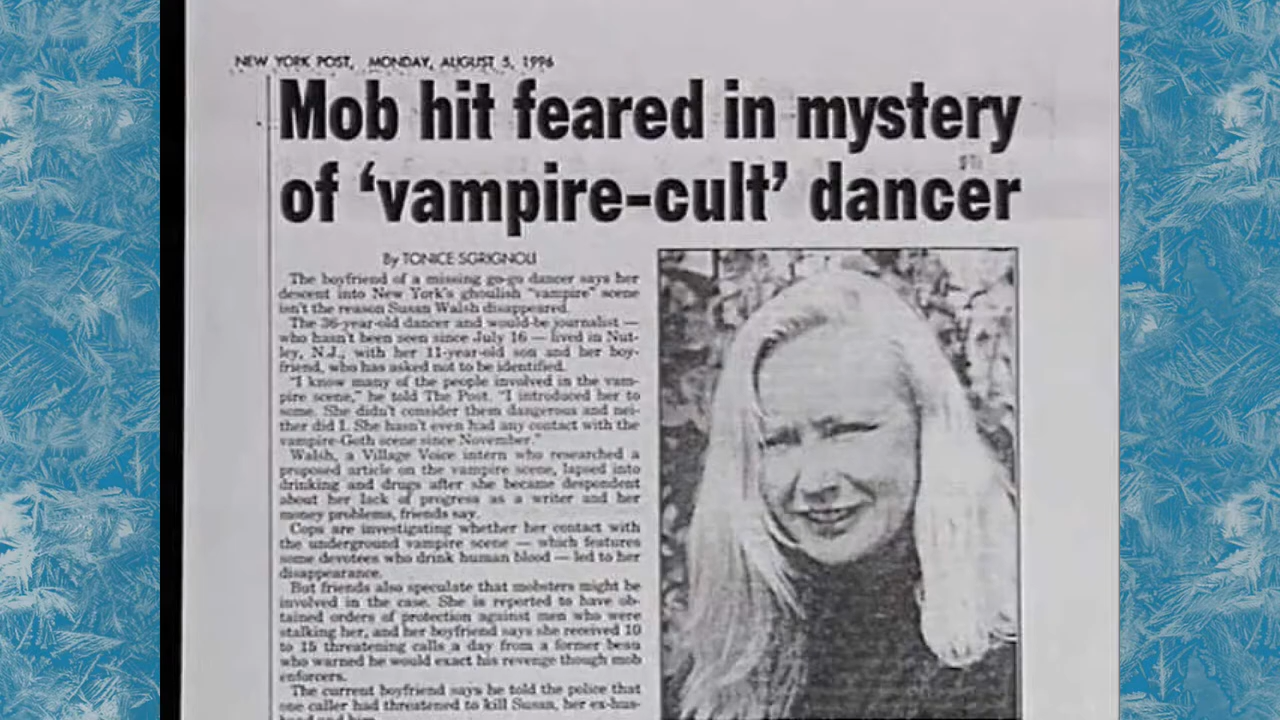 NEW YORK POST, MONDAY, AUGUST 5, 1996
Mob hit feared in mystery
of ‘vampire-cult’ dancer
By TONICE SGRIGNOLI
The boyfriend of a missing go-go dancer says her
descent into New York's ghoulish "vampire" scene
isn't the reason Susan Walsh disappeared.
The 36-year-old dancer and would-be journalist —
who hasn't been seen since July 16 — lived in Nut-
ley, N.J., with her 11-year-old son and her boy-
friend, who has asked not to be identified.
"I know many of the people involved in the vam-
pire scene," he told The Post. "I introduced her to
some. She didn't consider them dangerous and nei-
ther did I. She hasn't even had any contact with the
vampire-Goth scene since November."
Walsh, a Village Voice intern who researched a
proposed article on the vampire scene, lapsed into
drinking and drugs after she became despondent
about her lack of progress as a writer and her
money problems, friends say.
Cops are investigating whether her contact with
the underground vampire scene — which features
some devotees who drink human blood — led to her
disappearance.
But friends also speculate that mobsters might be
involved in the case. She is reported to have ob-
tained orders of protection against men who were
stalking her, and her boyfriend says she received 10
to 15 threatening calls a day from a former beau
who warned he would exact his revenge though mob
enforcers.
The current boyfriend says he told the police that
one caller had threatened to kill Susan, her ex-hus-
band and him.